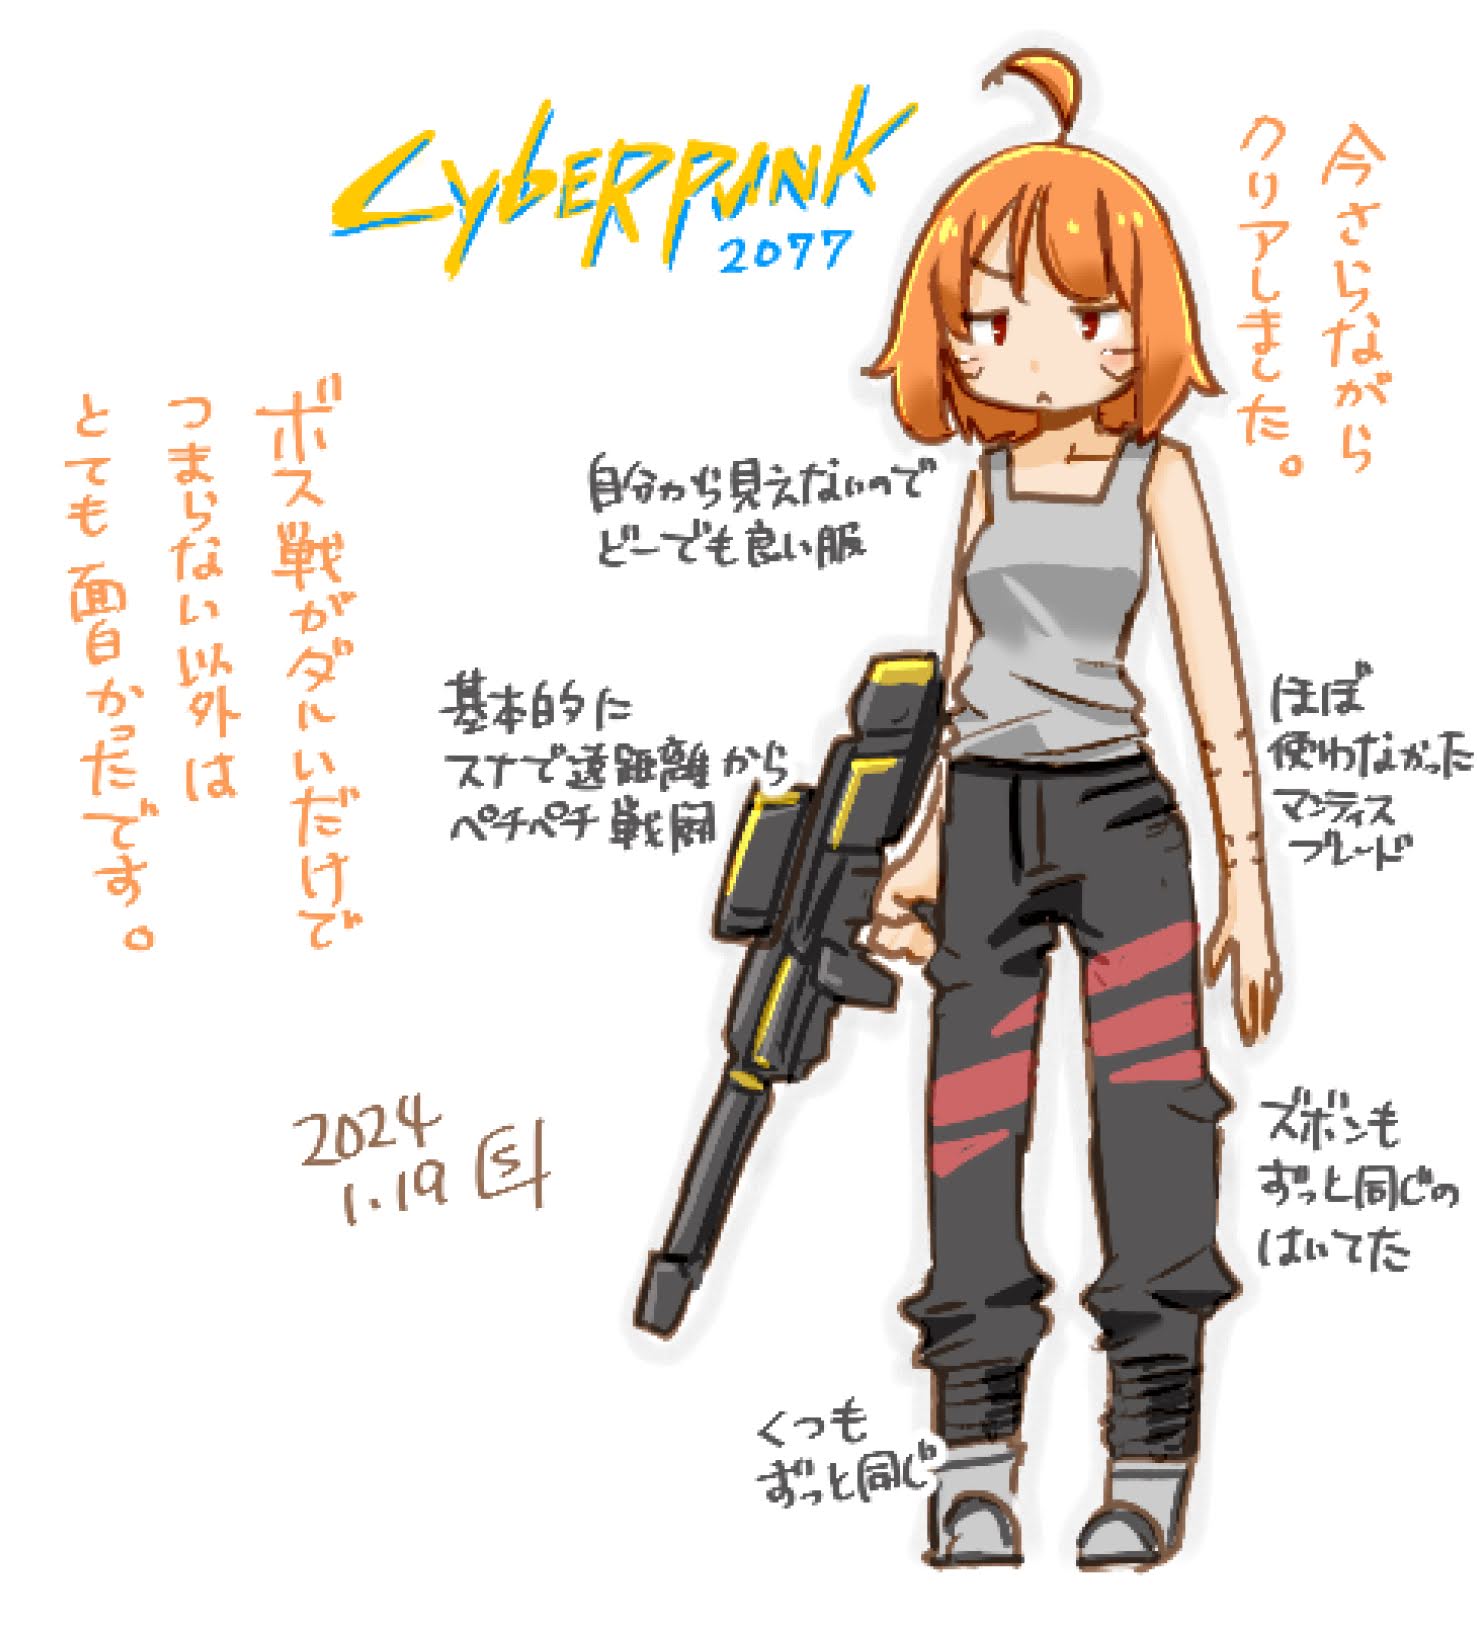 CYBERPUNK
2077
今さらながら
クリアしました。
自分から見えないので
どーでも良い服
ボス戦がダルいだけで
つまらない以外は
とても面白かったです。
基本的に
スナで遠距離から
ペチペチ戦闘
ほぼ
使わなかった
マンティス
ブレード
ズボンも
ずっと同じの
はいてた
2024
1.19
くつも
ずっと同じ